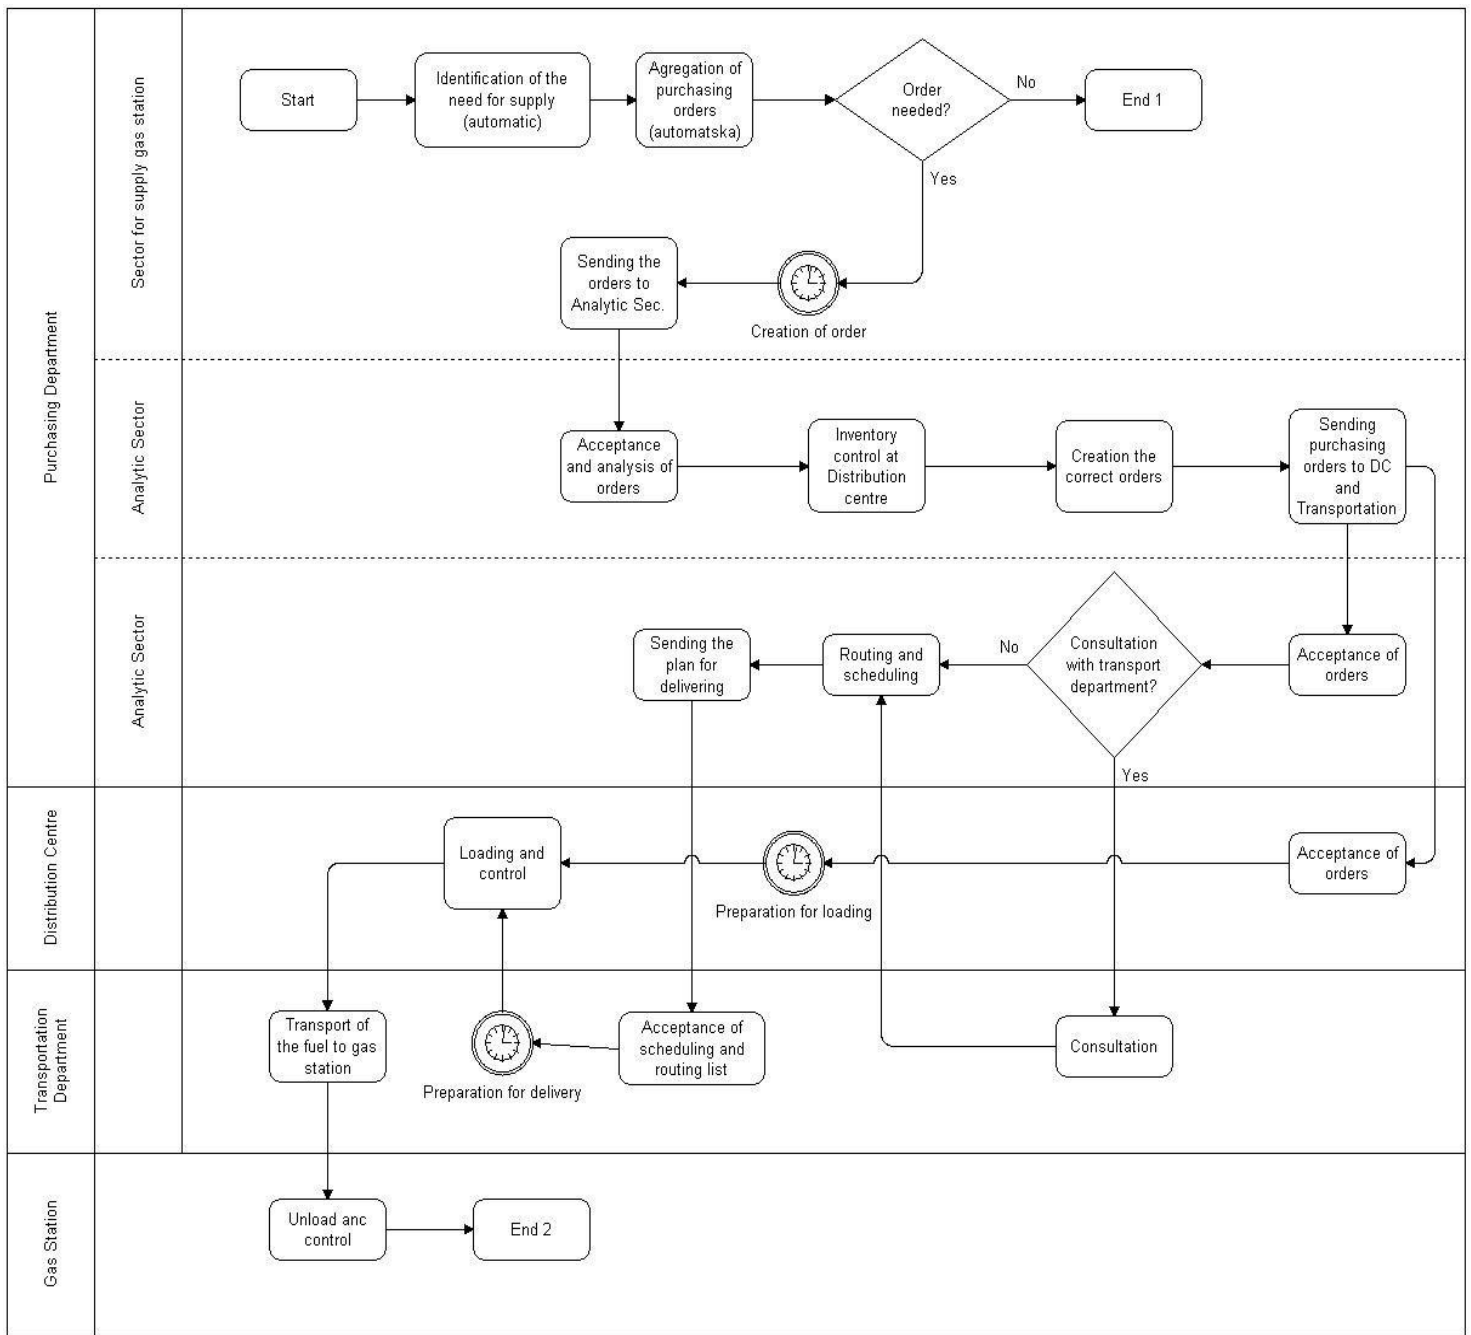 Purchasing Department
Sector for supply gas station
Start
Identification of the
need for supply
(automatic)
Agregation of
purchasing
orders
(automatska)
Order
needed?
No
End 1
Yes
Sending the
orders to
Analytic Sec.
Creation of order
Analytic Sector
Acceptance
and analysis of
orders
Inventory
control at
Distribution
centre
Creation the
correct orders
Sending
purchasing
orders to DC
and
Transportation
Analytic Sector
Sending the
plan for
delivering
Routing and
scheduling
No
Consultation
with transport
department?
Acceptance of
orders
Yes
Distribution Centre
Loading and
control
Preparation for loading
Acceptance of
orders
Transportation
Department
Transport of
the fuel to gas
station
Preparation for delivery
Acceptance of
scheduling and
routing list
Consultation
Gas Station
Unload anc
control
End 2